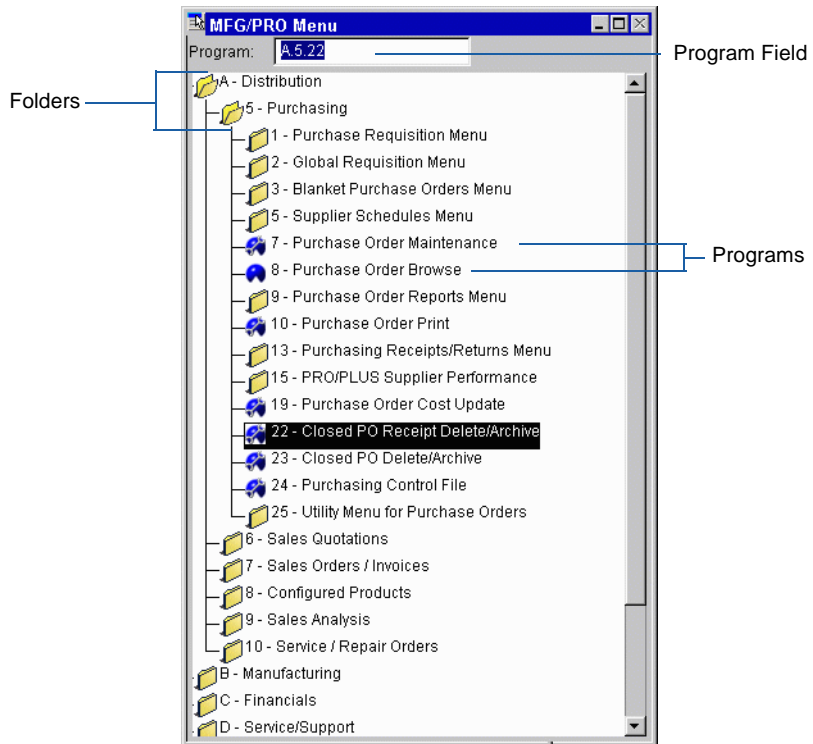 MFG/PRO Menu
Program: A.5.22
Program Field
A - Distribution
Folders
5 - Purchasing
1 - Purchase Requisition Menu
2 - Global Requisition Menu
3 - Blanket Purchase Orders Menu
5 - Supplier Schedules Menu
7 - Purchase Order Maintenance
Programs
8 - Purchase Order Browse
9 - Purchase Order Reports Menu
10 - Purchase Order Print
13 - Purchasing Receipts/Returns Menu
15 - PRO/PLUS Supplier Performance
19 - Purchase Order Cost Update
22 - Closed PO Receipt Delete/Archive
23 - Closed PO Delete/Archive
24 - Purchasing Control File
25 - Utility Menu for Purchase Orders
6 - Sales Quotations
7 - Sales Orders / Invoices
8 - Configured Products
9 - Sales Analysis
10 - Service / Repair Orders
B - Manufacturing
C - Financials
D - Service/Support